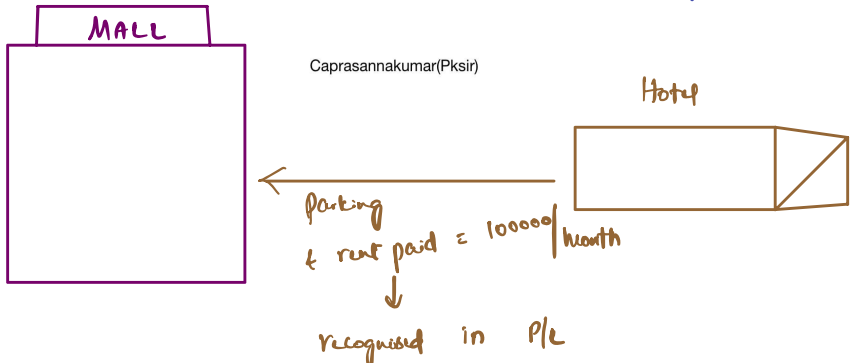 MALL
Caprasannakumar(Pksir)
Hotel
Parking
& rent paid = 100000/month
recognised in P/L